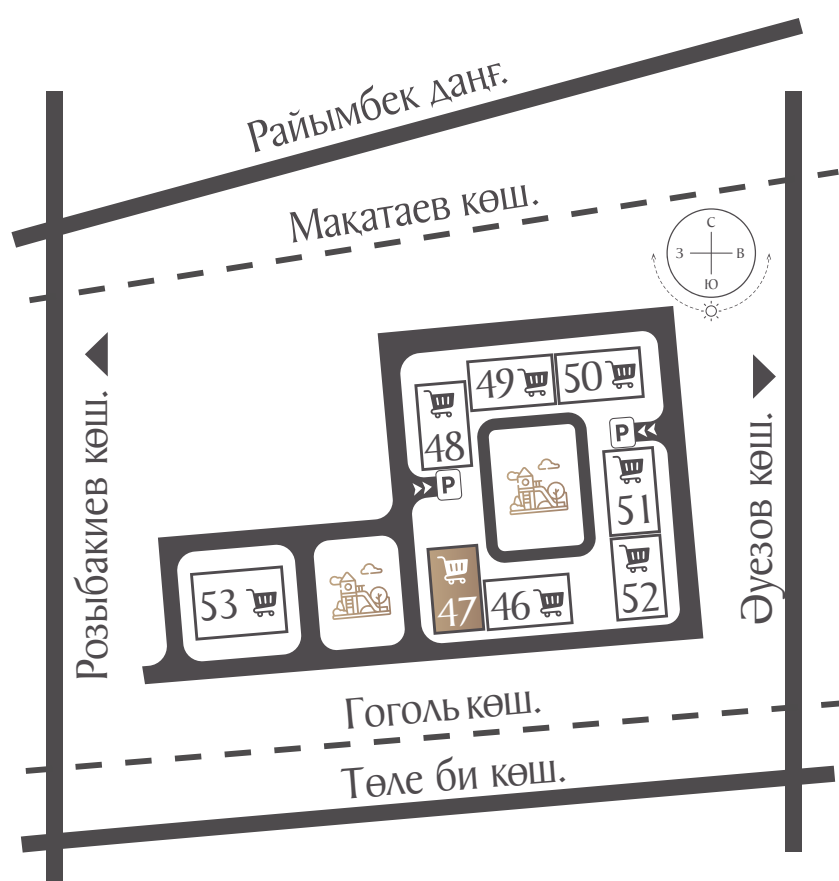 Райымбек даңғ.
Мақатаев көш.
С
З
В
Ю
49
50
48
P
P
51
47
46
52
53
Розыбакиев көш.
Әуезов көш.
Гоголь көш.
Төле би көш.